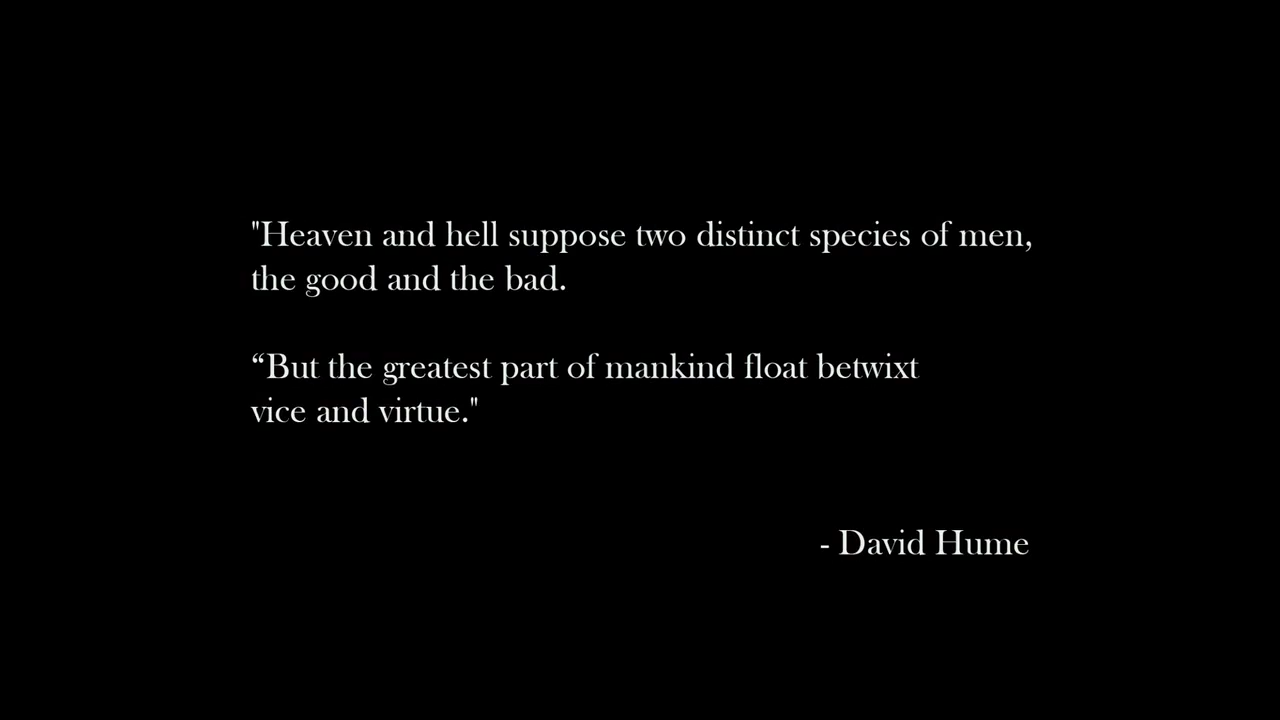 "Heaven and hell suppose two distinct species of men,
the good and the bad.
“But the greatest part of mankind float betwixt
vice and virtue."
- David Hume